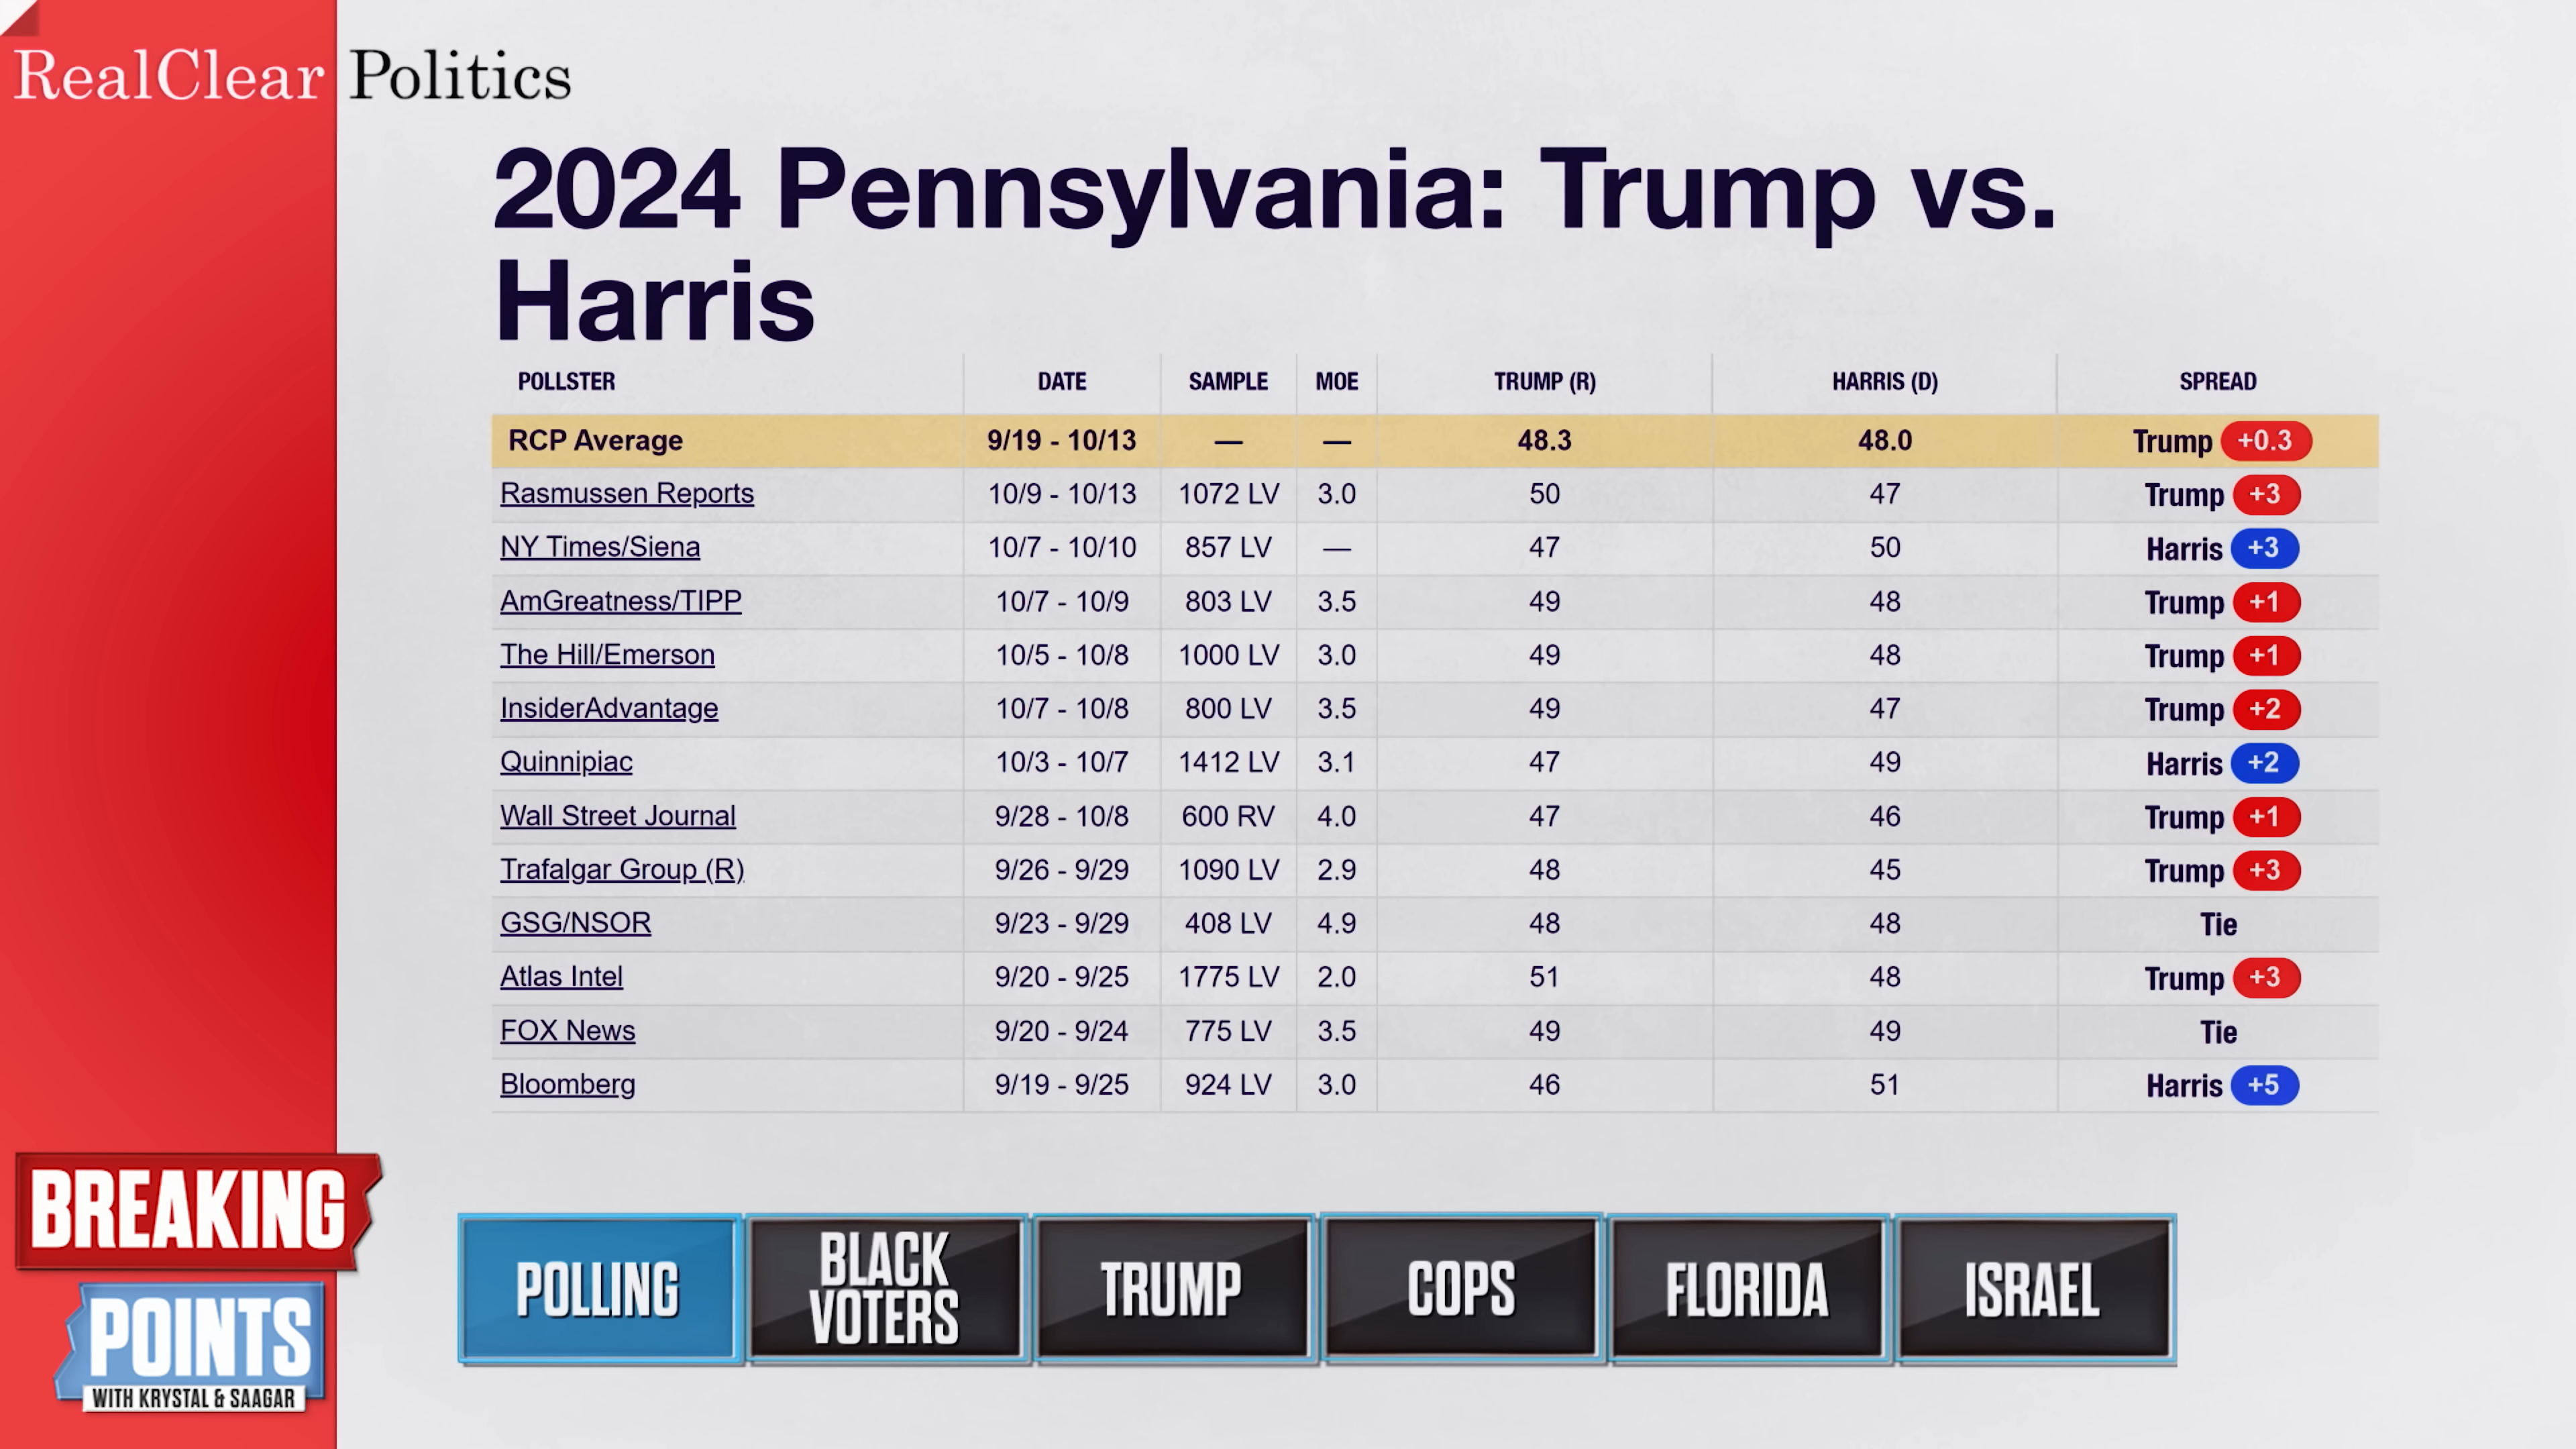 RealClear Politics
2024 Pennsylvania: Trump vs.
Harris
POLLSTER DATE SAMPLE MOE TRUMP (R) HARRIS (D) SPREAD
RCP Average 9/19 - 10/13 — — 48.3 48.0 Trump +0.3
Rasmussen Reports 10/9 - 10/13 1072 LV 3.0 50 47 Trump +3
NY Times/Siena 10/7 - 10/10 857 LV — 47 50 Harris +3
AmGreatness/TIPP 10/7 - 10/9 803 LV 3.5 49 48 Trump +1
The Hill/Emerson 10/5 - 10/8 1000 LV 3.0 49 48 Trump +1
InsiderAdvantage 10/7 - 10/8 800 LV 3.5 49 47 Trump +2
Quinnipiac 10/3 - 10/7 1412 LV 3.1 47 49 Harris +2
Wall Street Journal 9/28 - 10/8 600 RV 4.0 47 46 Trump +1
Trafalgar Group (R) 9/26 - 9/29 1090 LV 2.9 48 45 Trump +3
GSG/NSOR 9/23 - 9/29 408 LV 4.9 48 48 Tie
Atlas Intel 9/20 - 9/25 1775 LV 2.0 51 48 Trump +3
FOX News 9/20 - 9/24 775 LV 3.5 49 49 Tie
Bloomberg 9/19 - 9/25 924 LV 3.0 46 51 Harris +5
BREAKING
POINTS
WITH KRYSTAL & SAAGAR
POLLING
BLACK
VOTERS
TRUMP
COPS
FLORIDA
ISRAEL